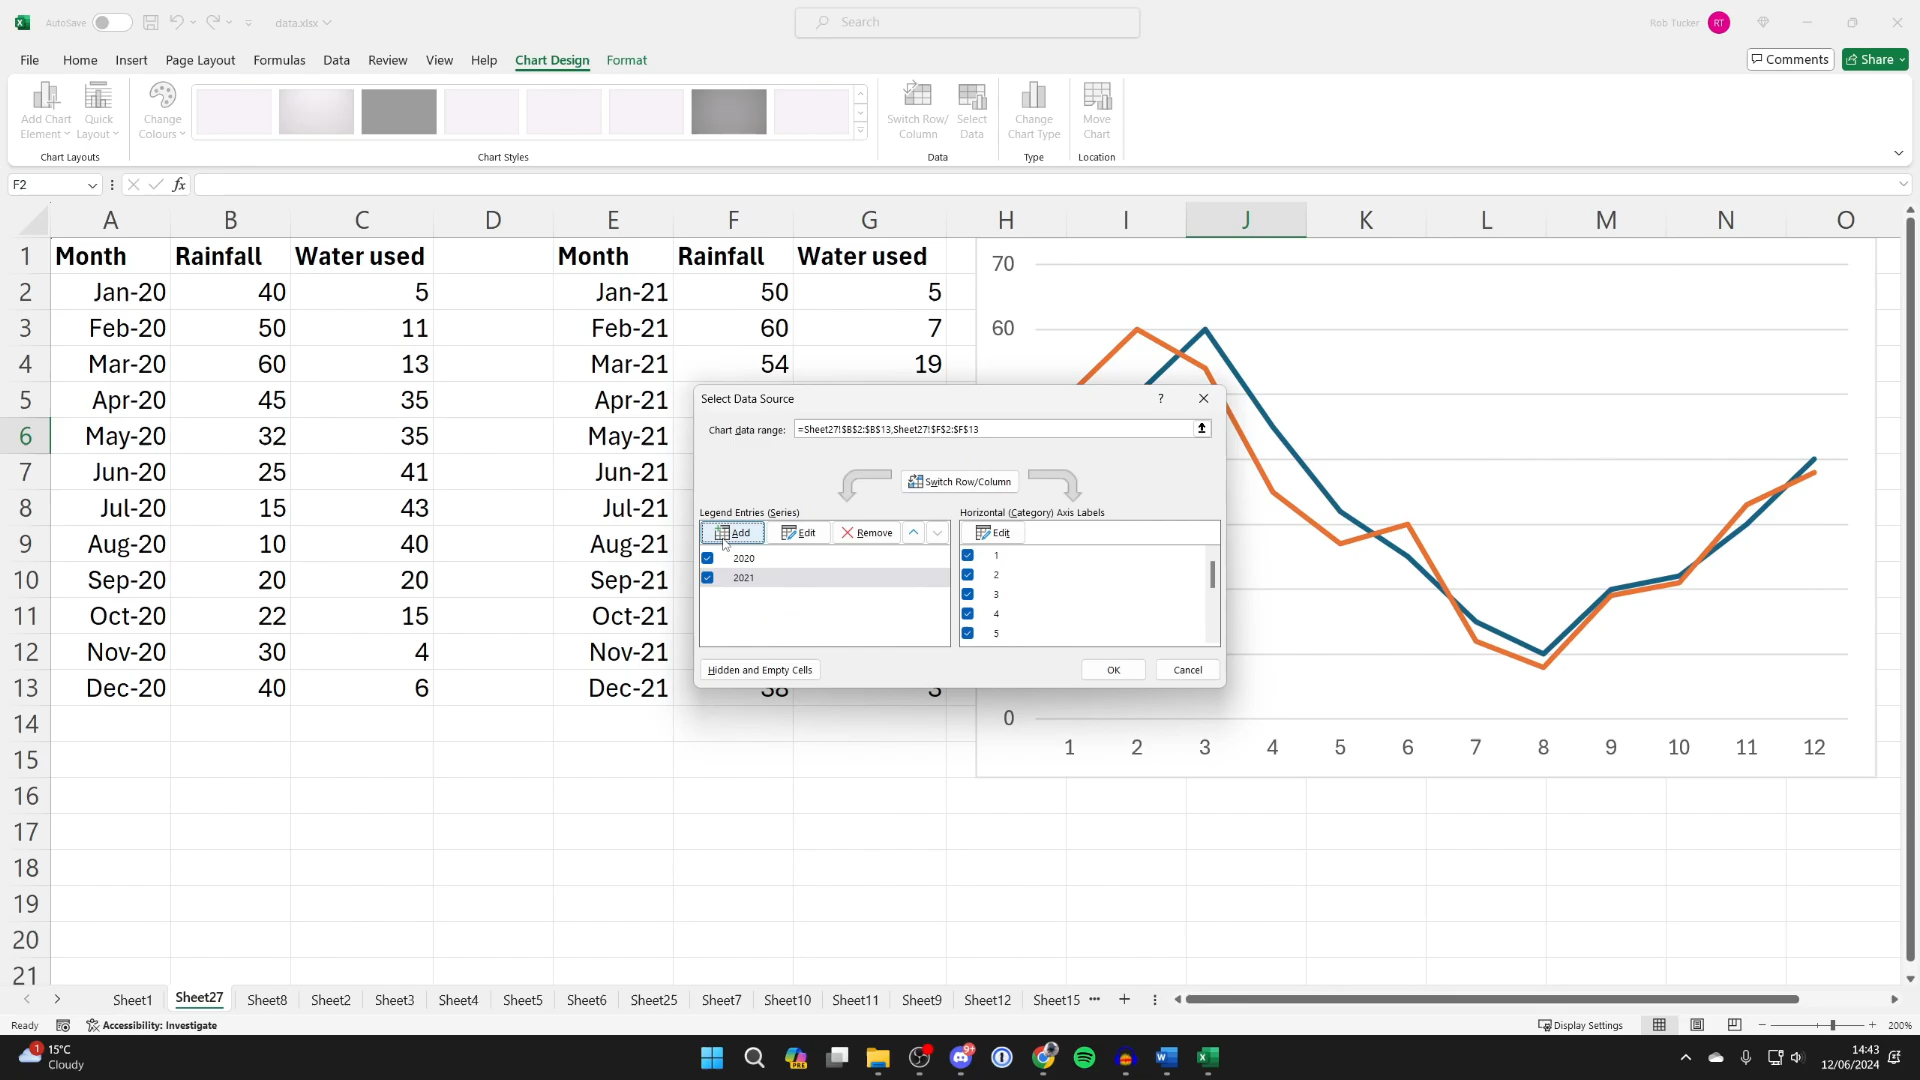 AutoSave
data.xlsx
Search
Rob Tucker RT
File Home Insert Page Layout Formulas Data Review View Help Chart Design Format
Comments Share
Add Chart Element
Quick Layout
Change Colours
Switch Row/ Column
Select Data
Change Chart Type
Move Chart
Chart Layouts
Chart Styles
Data
Type
Location
F2
fx
A B C D E F G H I J K L M N O
1 Month Rainfall Water used Month Rainfall Water used
2 Jan-20 40 5 Jan-21 50 5
3 Feb-20 50 11 Feb-21 60 7
4 Mar-20 60 13 Mar-21 54 19
5 Apr-20 45 35 Apr-21
6 May-20 32 35 May-21
7 Jun-20 25 41 Jun-21
8 Jul-20 15 43 Jul-21
9 Aug-20 10 40 Aug-21
10 Sep-20 20 20 Sep-21
11 Oct-20 22 15 Oct-21
12 Nov-20 30 4 Nov-21
13 Dec-20 40 6 Dec-21 38 3
14
15
16
17
18
19
20
21
70
60
0
1 2 3 4 5 6 7 8 9 10 11 12
Select Data Source
?
Chart data range: =Sheet27!$B$2:$B$13,Sheet27!$F$2:$F$13
Switch Row/Column
Legend Entries (Series)
Add Edit Remove
2020
2021
Horizontal (Category) Axis Labels
Edit
1
2
3
4
5
Hidden and Empty Cells
OK Cancel
Sheet1 Sheet27 Sheet8 Sheet2 Sheet3 Sheet4 Sheet5 Sheet6 Sheet25 Sheet7 Sheet10 Sheet11 Sheet9 Sheet12 Sheet15
Ready
Accessibility: Investigate
Display Settings
200%
1
15°C
Cloudy
PRE
9+
14:43
12/06/2024